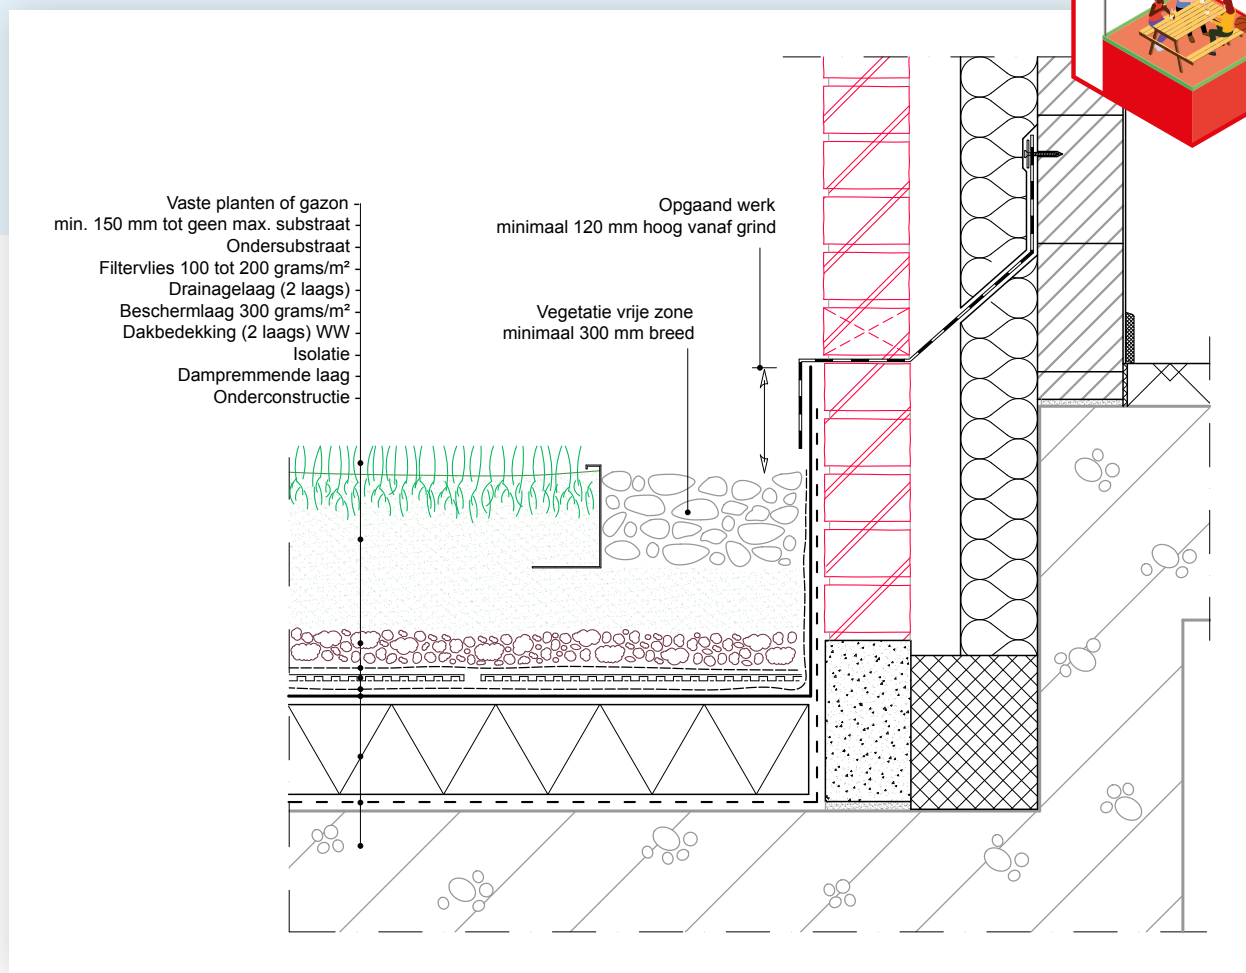 Vaste planten of gazon
min. 150 mm tot geen max. substraat
Ondersubstraat
Filtervlies 100 tot 200 grams/m²
Drainagelaag (2 laags)
Beschermlaag 300 grams/m²
Dakbedekking (2 laags) WW
Isolatie
Dampremmende laag
Onderconstructie
Opgaand werk
minimaal 120 mm hoog vanaf grind
Vegetatie vrije zone
minimaal 300 mm breed